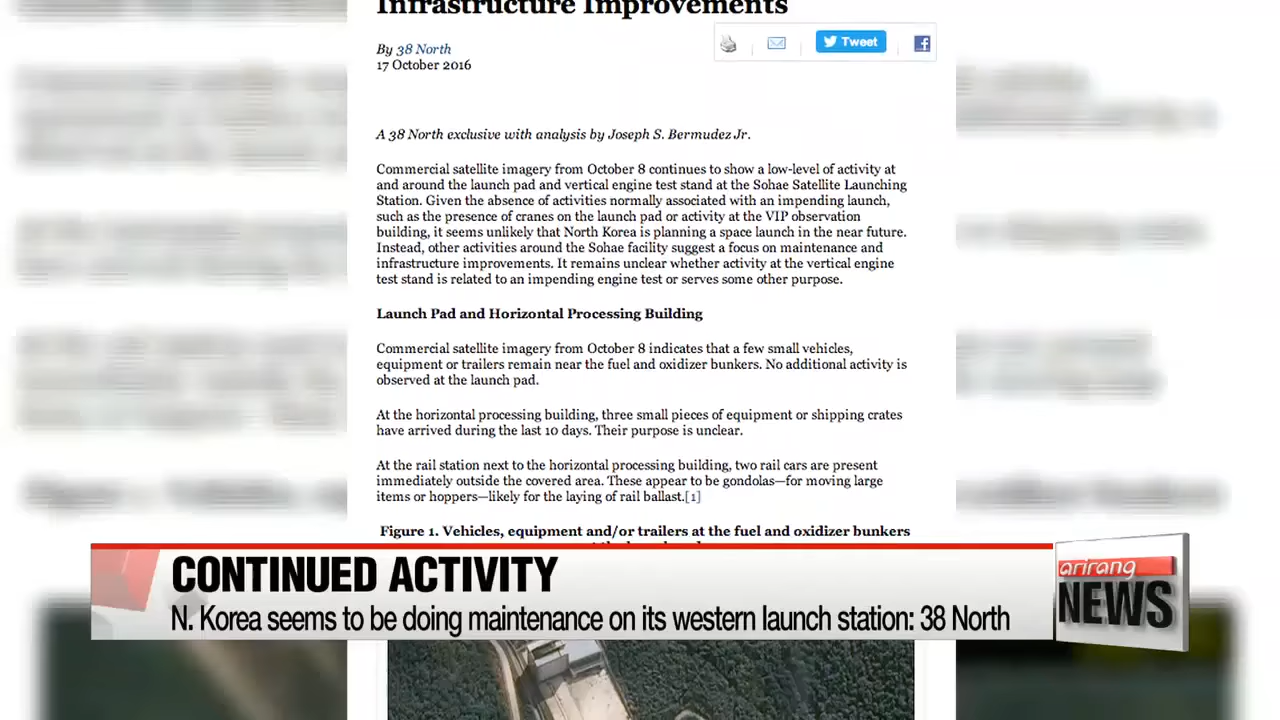 Infrastructure Improvements
By 38 North
17 October 2016
Tweet
A 38 North exclusive with analysis by Joseph S. Bermudez Jr.
Commercial satellite imagery from October 8 continues to show a low-level of activity at
and around the launch pad and vertical engine test stand at the Sohae Satellite Launching
Station. Given the absence of activities normally associated with an impending launch,
such as the presence of cranes on the launch pad or activity at the VIP observation
building, it seems unlikely that North Korea is planning a space launch in the near future.
Instead, other activities around the Sohae facility suggest a focus on maintenance and
infrastructure improvements. It remains unclear whether activity at the vertical engine
test stand is related to an impending engine test or serves some other purpose.
Launch Pad and Horizontal Processing Building
Commercial satellite imagery from October 8 indicates that a few small vehicles,
equipment or trailers remain near the fuel and oxidizer bunkers. No additional activity is
observed at the launch pad.
At the horizontal processing building, three small pieces of equipment or shipping crates
have arrived during the last 10 days. Their purpose is unclear.
At the rail station next to the horizontal processing building, two rail cars are present
immediately outside the covered area. These appear to be gondolas—for moving large
items or hoppers—likely for the laying of rail ballast.[1]
Figure 1. Vehicles, equipment and/or trailers at the fuel and oxidizer bunkers
CONTINUED ACTIVITY
N. Korea seems to be doing maintenance on its western launch station: 38 North
arirang
NEWS